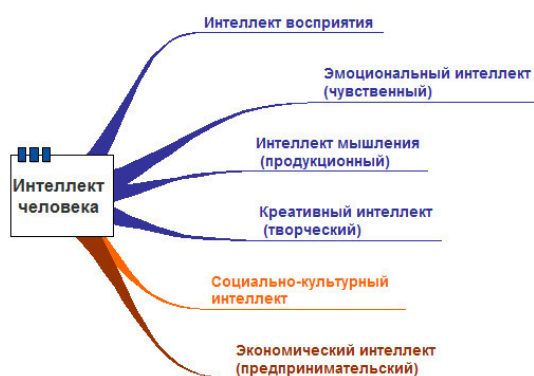 Интеллект восприятия
Эмоциональный интеллект
(чувственный)
Интеллект мышления
(продукционный)
Интеллект
человека
Креативный интеллект
(творческий)
Социально-культурный
интеллект
Экономический интеллект
(предпринимательский)